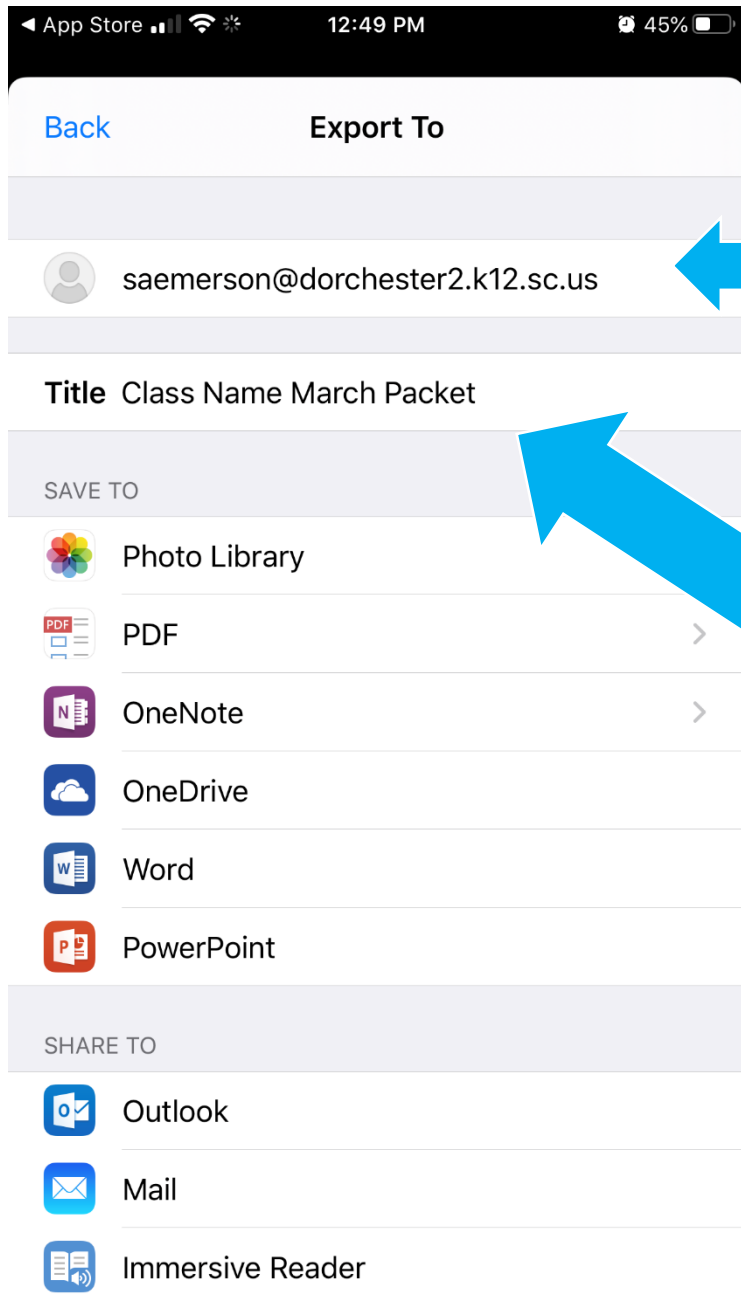 ◀ App Store 12:49 PM 45%
Back Export To
saemerson@dorchester2.k12.sc.us
Title Class Name March Packet
SAVE TO
Photo Library
PDF PDF
N OneNote
OneDrive
W Word
P PowerPoint
SHARE TO
O Outlook
Mail
Immersive Reader